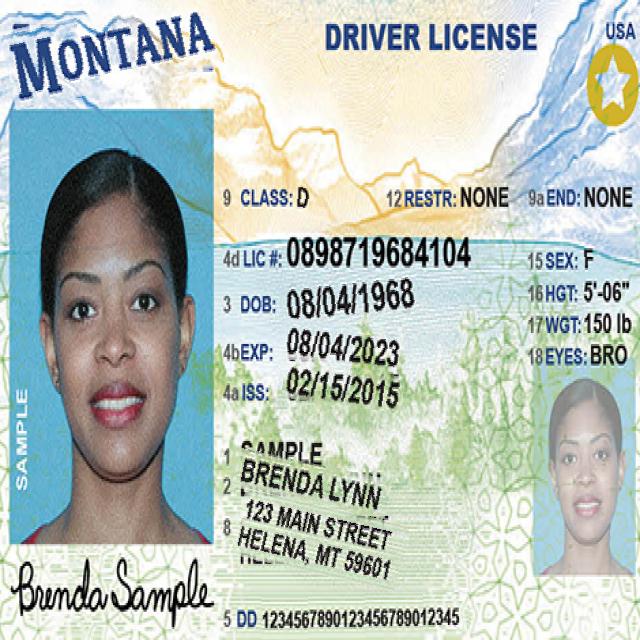 MONTANA
DRIVER LICENSE
USA
9 CLASS: D
12 RESTR: NONE
9a END: NONE
4d LIC #: 0898719684104
15 SEX: F
3 DOB: 08/04/1968
16 HGT: 5'-06"
17 WGT: 150 lb
4b EXP: 08/04/2023
18 EYES: BRO
4a ISS: 02/15/2015
SAMPLE
1 SAMPLE
2 BRENDA LYNN
8 123 MAIN STREET
HELENA, MT 59601
Brenda Sample
5 DD 1234567890123456789012345